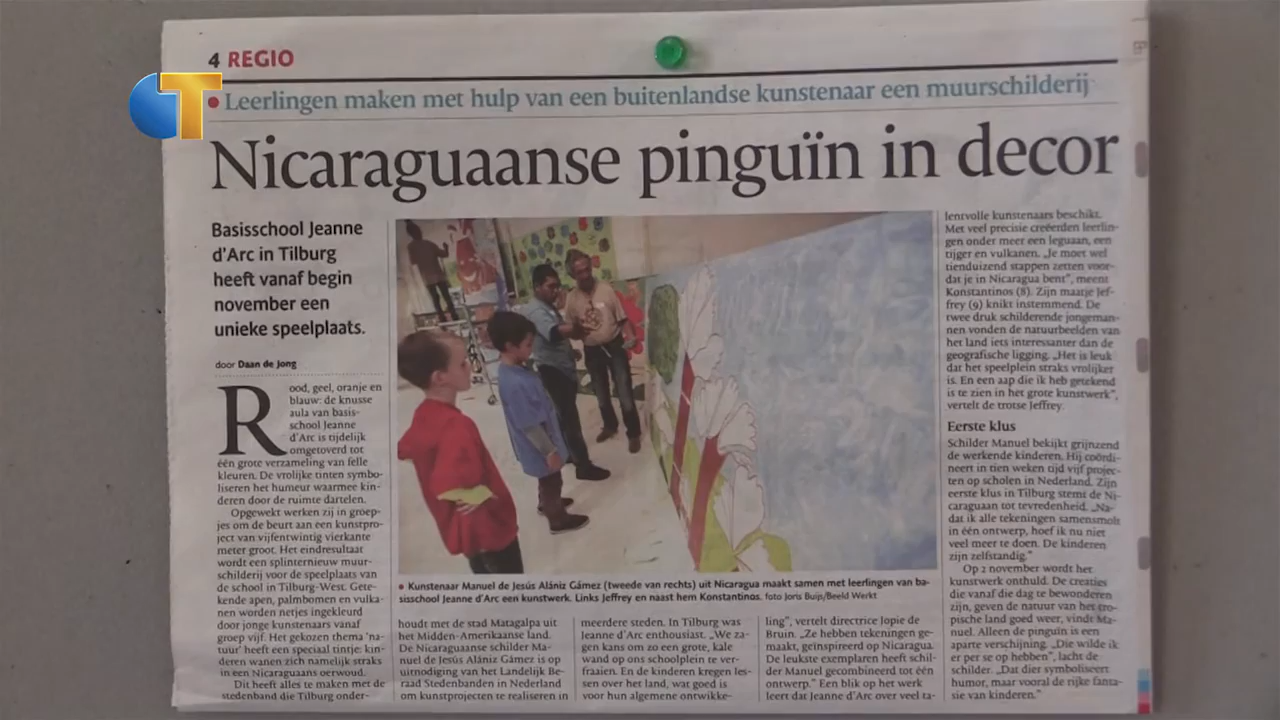 4 REGIO
T
• Leerlingen maken met hulp van een buitenlandse kunstenaar een muurschilderij
Nicaraguaanse pinguïn in decor
Basisschool Jeanne
d'Arc in Tilburg
heeft vanaf begin
november een
unieke speelplaats.
door Daan de Jong
Rood, geel, oranje en
blauw: de knusse
aula van basis-
school Jeanne
d'Arc is tijdelijk
omgetoverd tot
één grote verzameling van felle
kleuren. De vrolijke tinten symbo-
liseren het humeur waarmee kin-
deren door de ruimte dartelen.
Opgewekt werken zij in groep-
jes om de beurt aan een kunstpro-
ject van vijfentwintig vierkante
meter groot. Het eindresultaat
wordt een splinternieuw muur-
schilderij voor de speelplaats van
de school in Tilburg-West. Gete-
kende apen, palmbomen en vulka-
nen worden netjes ingekleurd
door jonge kunstenaars vanaf
groep vijf. Het gekozen thema 'na-
tuur' heeft een speciaal tintje: kin-
deren wanen zich namelijk straks
in een Nicaraguaans oerwoud.
Dit heeft alles te maken met de
stedenband die Tilburg onder-
• Kunstenaar Manuel de Jesús Alániz Gámez (tweede van rechts) uit Nicaragua maakt samen met leerlingen van ba-
sisschool Jeanne d'Arc een kunstwerk. Links Jeffrey en naast hem Konstantinos. foto Joris Buijs/Beeld Werkt
houdt met de stad Matagalpa uit
het Midden-Amerikaanse land.
De Nicaraguaanse schilder Ma-
nuel de Jesús Alániz Gámez is op
uitnodiging van het Landelijk Be-
raad Stedenbanden in Nederland
om kunstprojecten te realiseren in
meerdere steden. In Tilburg was
Jeanne d'Arc enthousiast. „We za-
gen kans om zo een grote, kale
wand op ons schoolplein te ver-
fraaien. En de kinderen kregen les-
sen over het land, wat goed is
voor hun algemene ontwikke-
ling”, vertelt directrice Jopie de
Bruin. „Ze hebben tekeningen ge-
maakt, geïnspireerd op Nicaragua.
De leukste exemplaren heeft schil-
der Manuel gecombineerd tot één
ontwerp.” Een blik op het werk
leert dat Jeanne d'Arc over veel ta-
lentvolle kunstenaars beschikt.
Met veel precisie creëerden leerlin-
gen onder meer een leguaan, een
tijger en vulkanen. „Je moet wel
tienduizend stappen zetten voor-
dat je in Nicaragua bent”, meent
Konstantinos (8). Zijn maatje Jef-
frey (9) knikt instemmend. De
twee druk schilderende jongeman-
nen vonden de natuurbeelden van
het land iets interessanter dan de
geografische ligging. „Het is leuk
dat het speelplein straks vrolijker
is. En een aap die ik heb getekend
is te zien in het grote kunstwerk”,
vertelt de trotse Jeffrey.
Eerste klus
Schilder Manuel bekijkt grijnzend
de werkende kinderen. Hij coördi-
neert in tien weken tijd vijf projec-
ten op scholen in Nederland. Zijn
eerste klus in Tilburg stemt de Ni-
caraguaan tot tevredenheid. „Na-
dat ik alle tekeningen samensmolt
in één ontwerp, hoef ik nu niet
veel meer te doen. De kinderen
zijn zelfstandig.”
Op 2 november wordt het
kunstwerk onthuld. De creaties
die vanaf die dag te bewonderen
zijn, geven de natuur van het tro-
pische land goed weer, vindt Ma-
nuel. Alleen de pinguïn is een
aparte verschijning. „Die wilde ik
er per se op hebben”, lacht de
schilder. „Dat dier symboliseert
humor, maar vooral de rijke fanta-
sie van kinderen.”